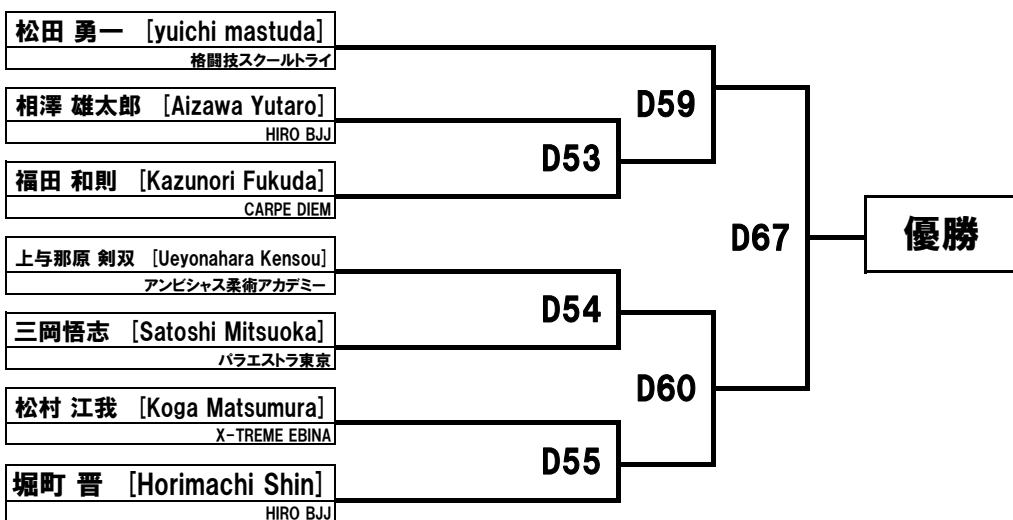 松田 勇一 [yuichi mastuda]
格闘技スクールトライ
相澤 雄太郎 [Aizawa Yutaro]
HIRO BJJ
福田 和則 [Kazunori Fukuda]
CARPE DIEM
上与那原 剣双 [Ueyonahara Kensou]
アンビシャス柔術アカデミー
三岡悟志 [Satoshi Mitsuoka]
パラエストラ東京
松村 江我 [Koga Matsumura]
X-TREME EBINA
堀町 晋 [Horimachi Shin]
HIRO BJJ
D53
D54
D55
D59
D60
D67
優勝